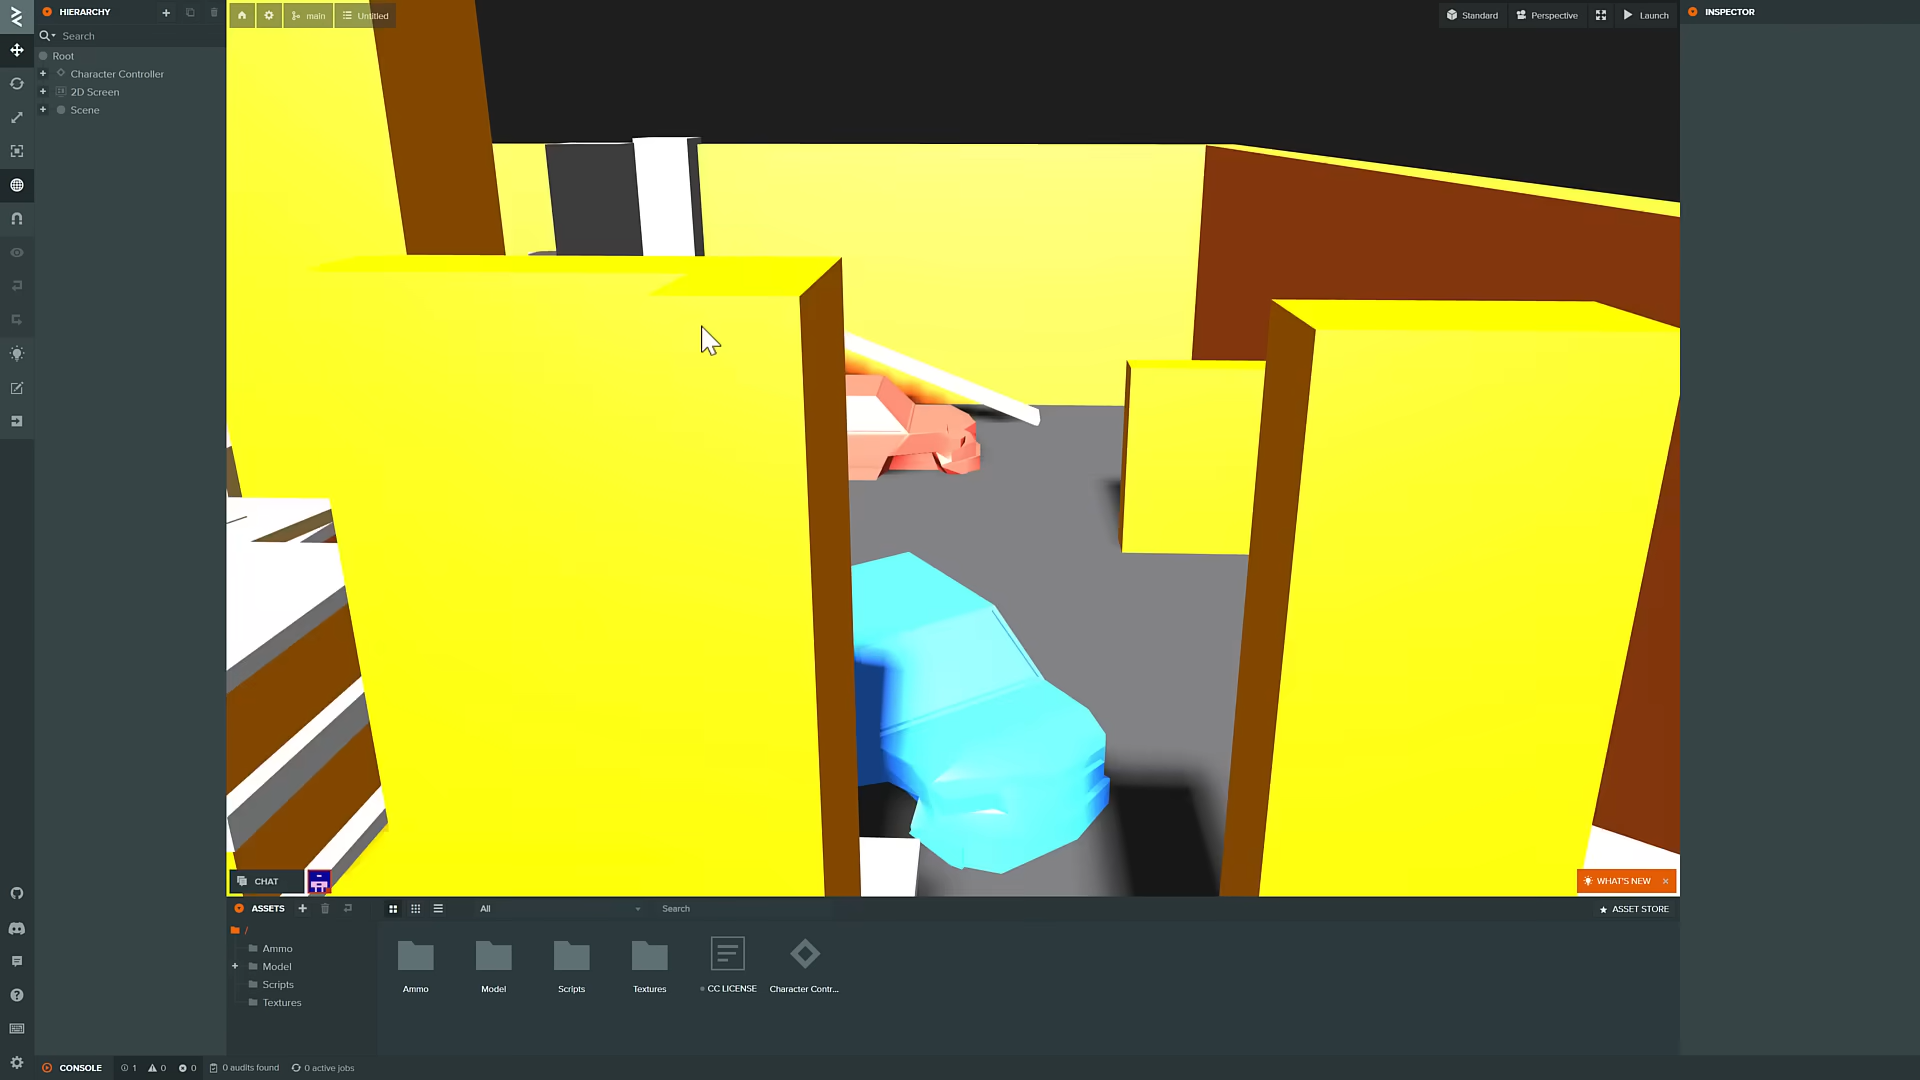 HIERARCHY
main
Untitled
Standard
Perspective
Launch
INSPECTOR
Search
Root
Character Controller
2D Screen
Scene
CHAT
WHAT'S NEW
ASSETS
All
Search
ASSET STORE
/
Ammo
Model
Scripts
Textures
Ammo
Model
Scripts
Textures
CC LICENSE
Character Contr...
CONSOLE
1
0
0
0 audits found
0 active jobs